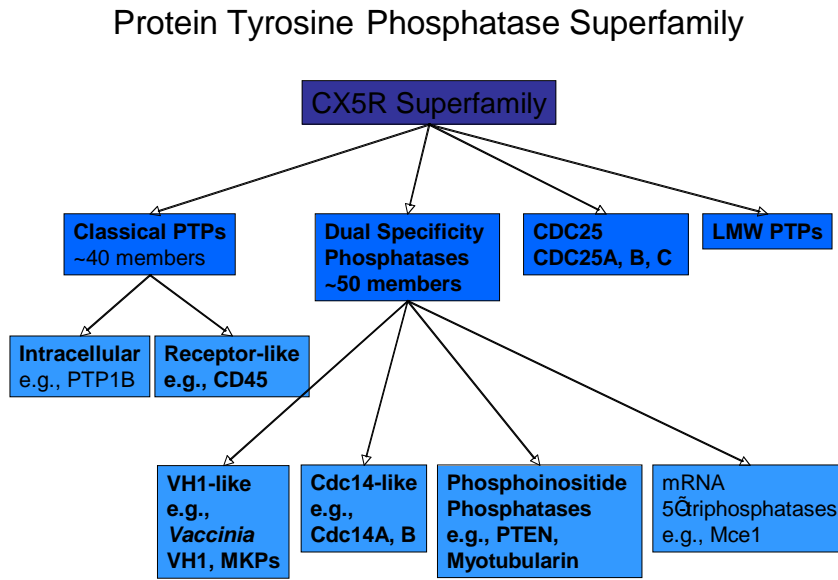 Protein Tyrosine Phosphatase Superfamily
CX5R Superfamily
Classical PTPs
~40 members
Dual Specificity
Phosphatases
~50 members
CDC25
CDC25A, B, C
LMW PTPs
Intracellular
e.g., PTP1B
Receptor-like
e.g., CD45
VH1-like
e.g.,
Vaccinia
VH1, MKPs
Cdc14-like
e.g.,
Cdc14A, B
Phosphoinositide
Phosphatases
e.g., PTEN,
Myotubularin
mRNA
5Õtriphosphatases
e.g., Mce1